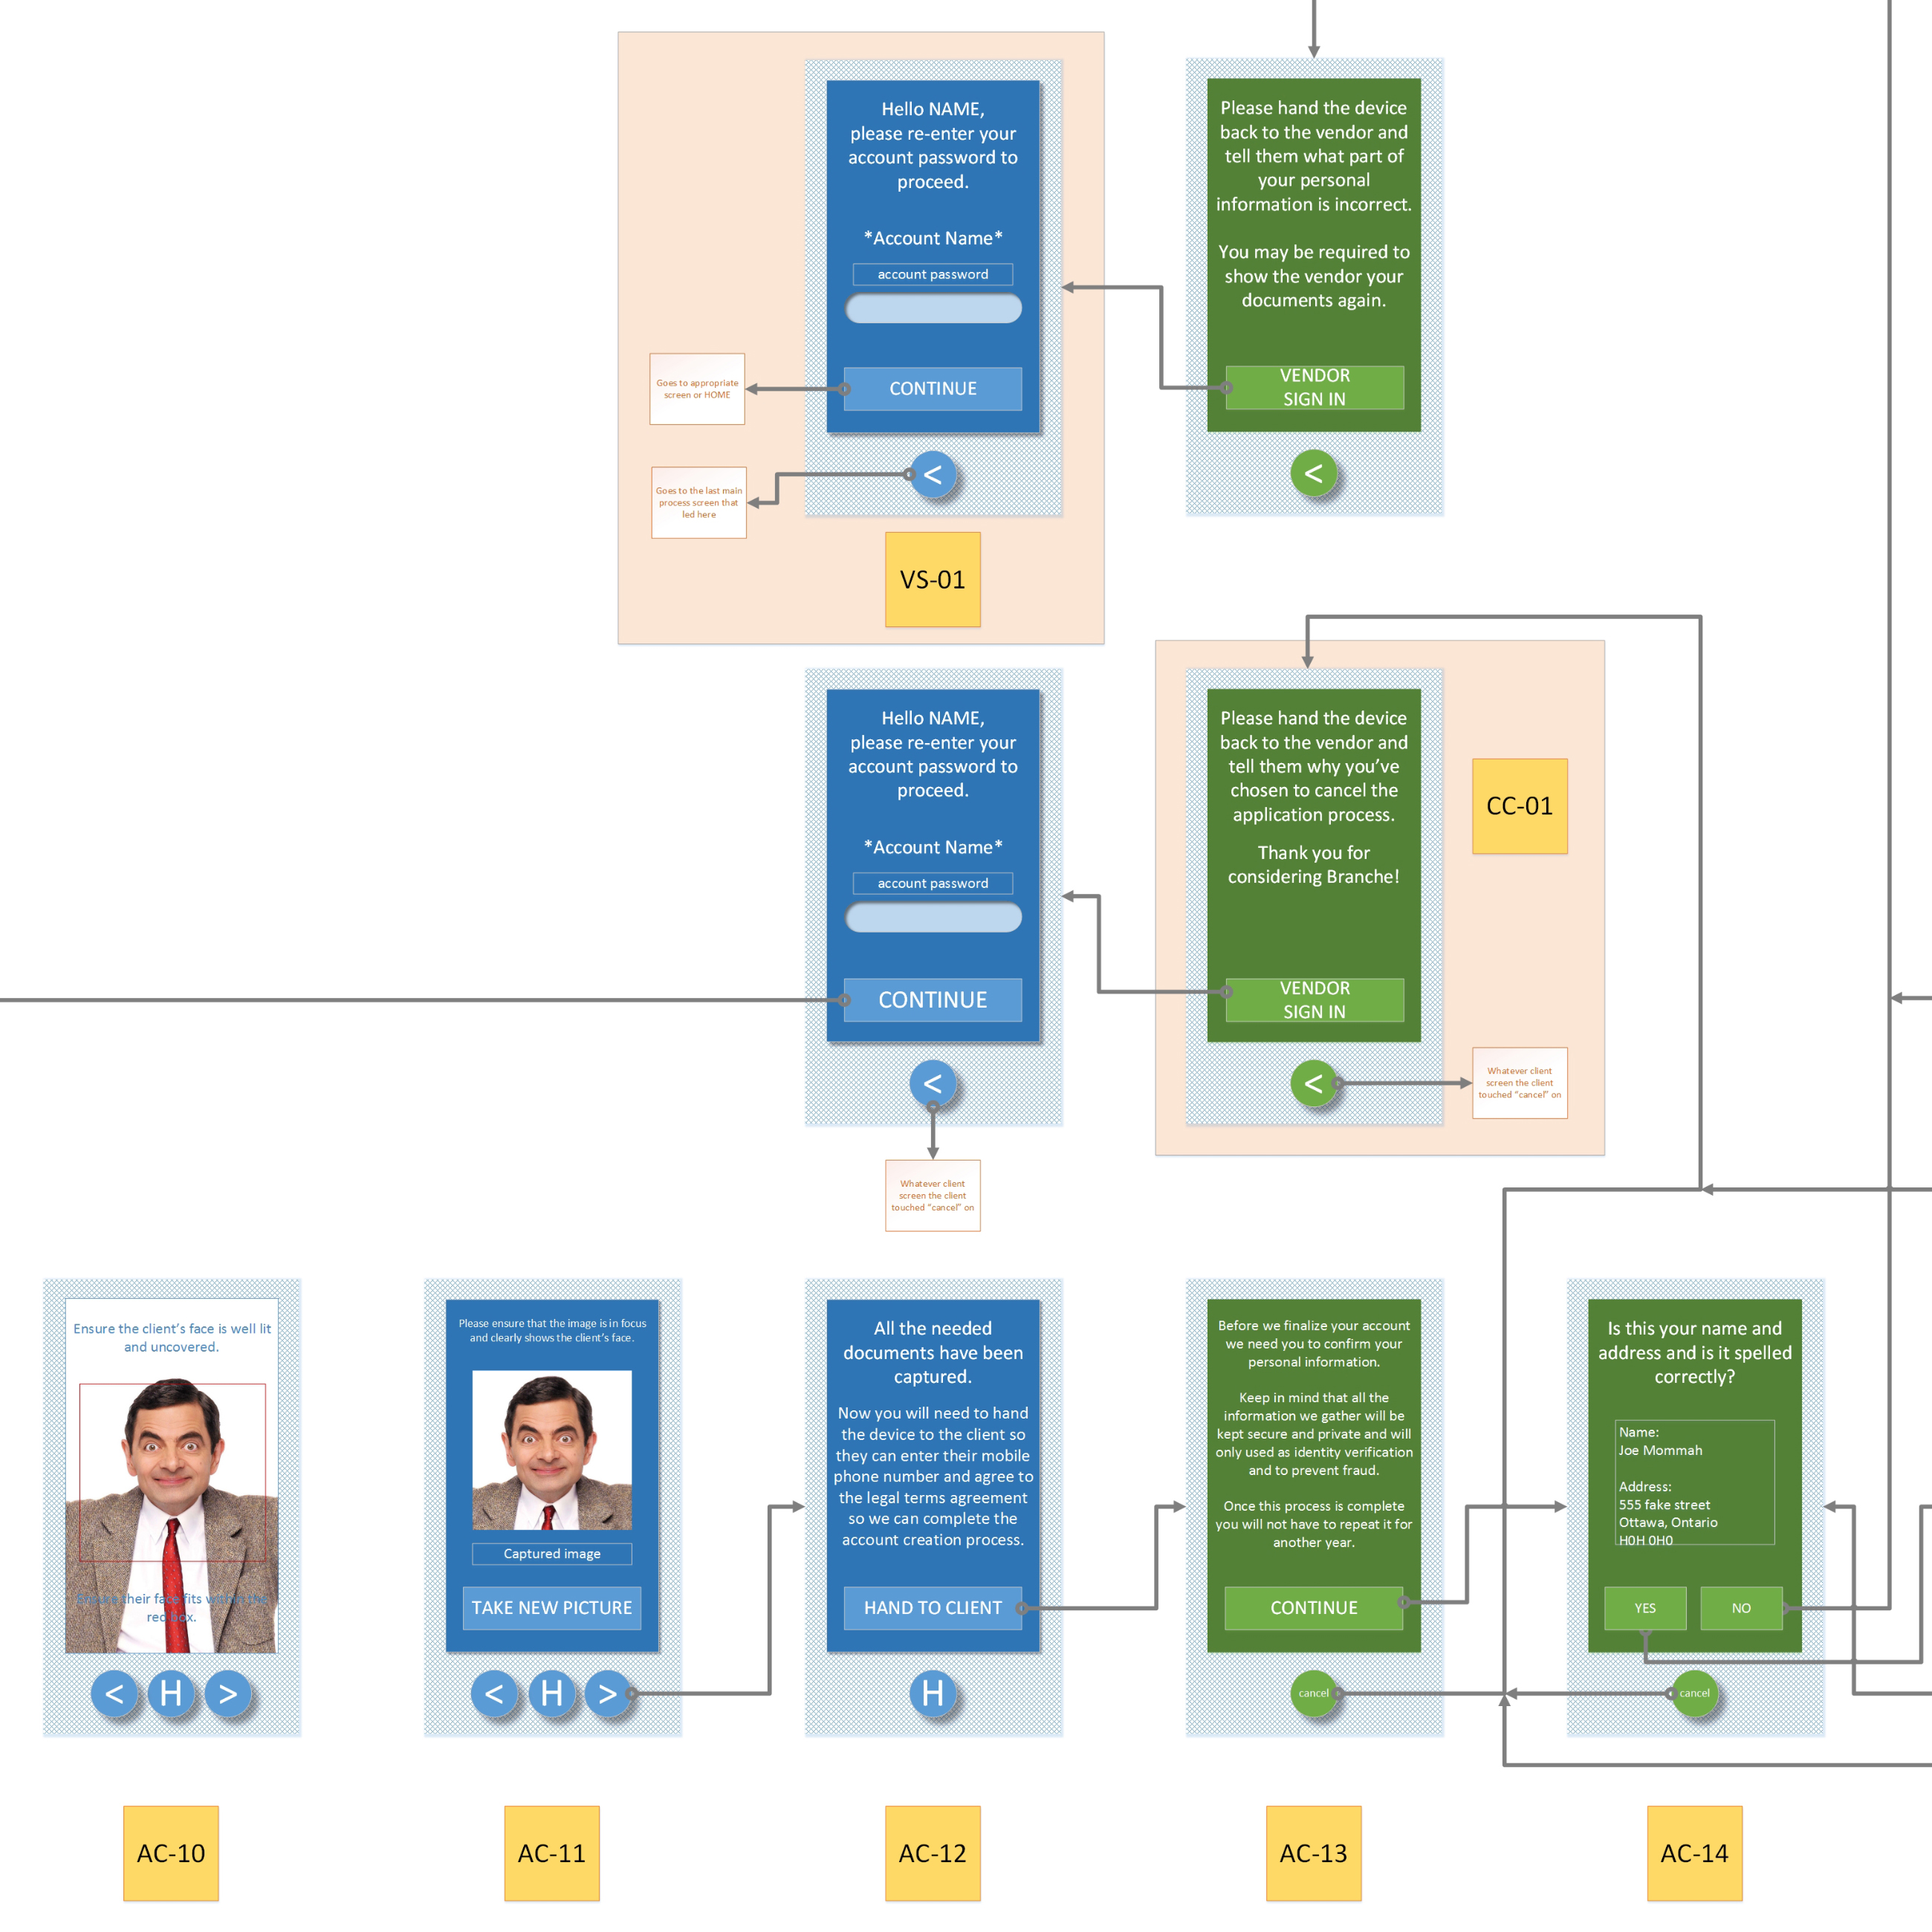 Hello NAME,
please re-enter your
account password to
proceed.
*Account Name*
account password
CONTINUE
<
Goes to appropriate
screen or HOME
Goes to the last main
process screen that
led here
VS-01
Please hand the device
back to the vendor and
tell them what part of
your personal
information is incorrect.
You may be required to
show the vendor your
documents again.
VENDOR
SIGN IN
<
Hello NAME,
please re-enter your
account password to
proceed.
*Account Name*
account password
CONTINUE
<
Whatever client
screen the client
touched "cancel" on
Please hand the device
back to the vendor and
tell them why you've
chosen to cancel the
application process.
Thank you for
considering Branche!
VENDOR
SIGN IN
<
CC-01
Whatever client
screen the client
touched "cancel" on
Ensure the client's face is well lit
and uncovered.
Ensure their face fits within the
red box.
< H >
AC-10
Please ensure that the image is in focus
and clearly shows the client's face.
Captured image
TAKE NEW PICTURE
< H >
AC-11
All the needed
documents have been
captured.
Now you will need to hand
the device to the client so
they can enter their mobile
phone number and agree to
the legal terms agreement
so we can complete the
account creation process.
HAND TO CLIENT
H
AC-12
Before we finalize your account
we need you to confirm your
personal information.
Keep in mind that all the
information we gather will be
kept secure and private and will
only used as identity verification
and to prevent fraud.
Once this process is complete
you will not have to repeat it for
another year.
CONTINUE
cancel
AC-13
Is this your name and
address and is it spelled
correctly?
Name:
Joe Mommah
Address:
555 fake street
Ottawa, Ontario
H0H 0H0
YES
NO
cancel
AC-14